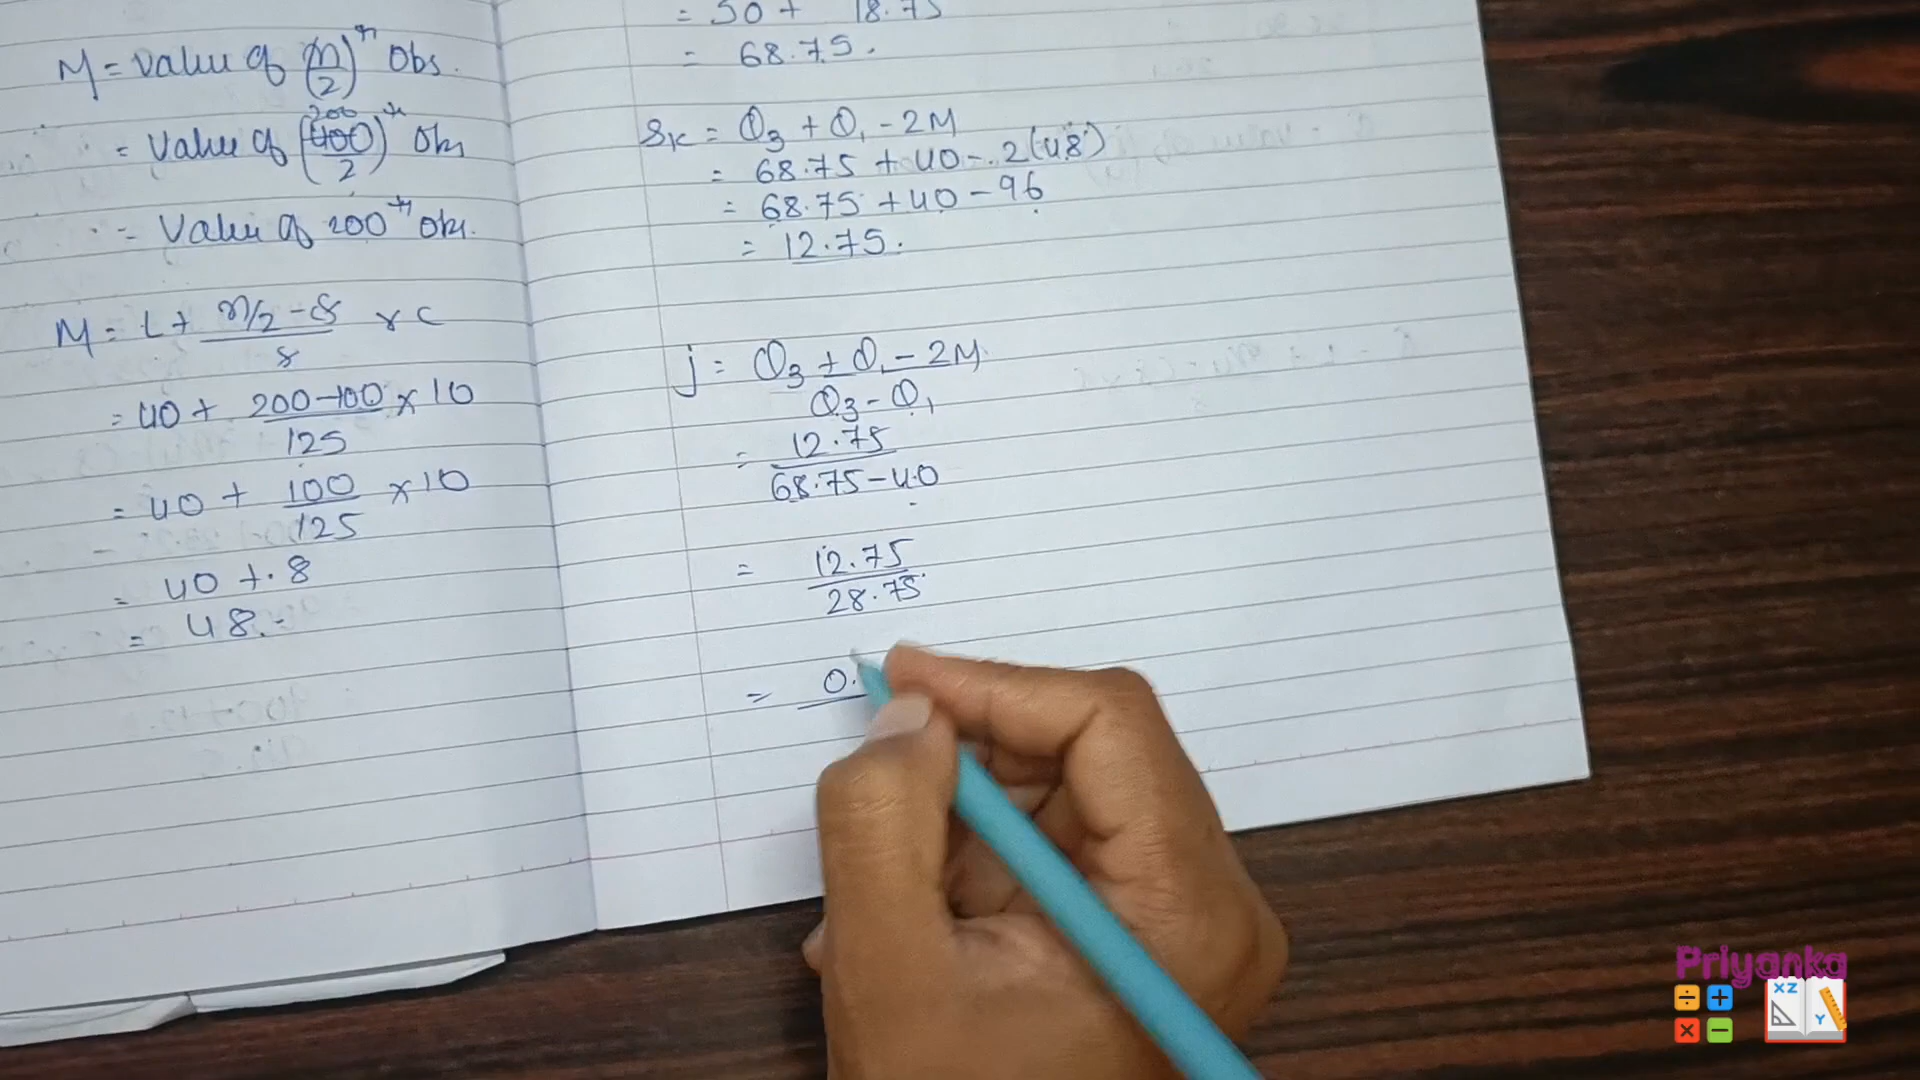 M = Value of (n/2)th Obs.
= Value of (400/2)th Obs
200
= Value of 200th Obs.
M = L + n/2 - cf / f × c
= 40 + 200-100 / 125 × 10
= 40 + 100 / 125 × 10
= 40 + 8
= 48.
= 50 + 18.75
= 68.75.
Sk = Q3 + Q1 - 2M
= 68.75 + 40 - 2(48)
= 68.75 + 40 - 96
= 12.75.
j = Q3 + Q1 - 2M / Q3 - Q1
= 12.75 / 68.75 - 40
= 12.75 / 28.75
= 0.
Priyanka
÷ +
× −
XZ
Y